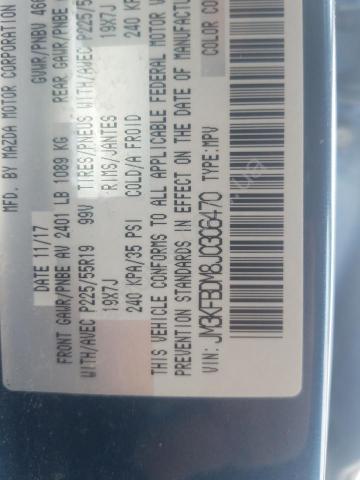 BY MAZDA MOTOR CORPORATION
DATE 11/17 GVWR/PNBV 466
FRONT GAWR/PNBE AV 2401 LB 1089 KG REAR GAWR/PNBE
WITH/AVEC P225/55R19 99V TIRES/PNEUS WITH/AVEC P225/5
19X7J RIMS/JANTES 19X7J
240 KPA/35 PSI COLD/A FROID 240 KP
THIS VEHICLE CONFORMS TO ALL APPLICABLE FEDERAL MOTOR V
PREVENTION STANDARDS IN EFFECT ON THE DATE OF MANUFACTUR
VIN: JM3KFBDM8J0306470 TYPE: MPV COLOR CO